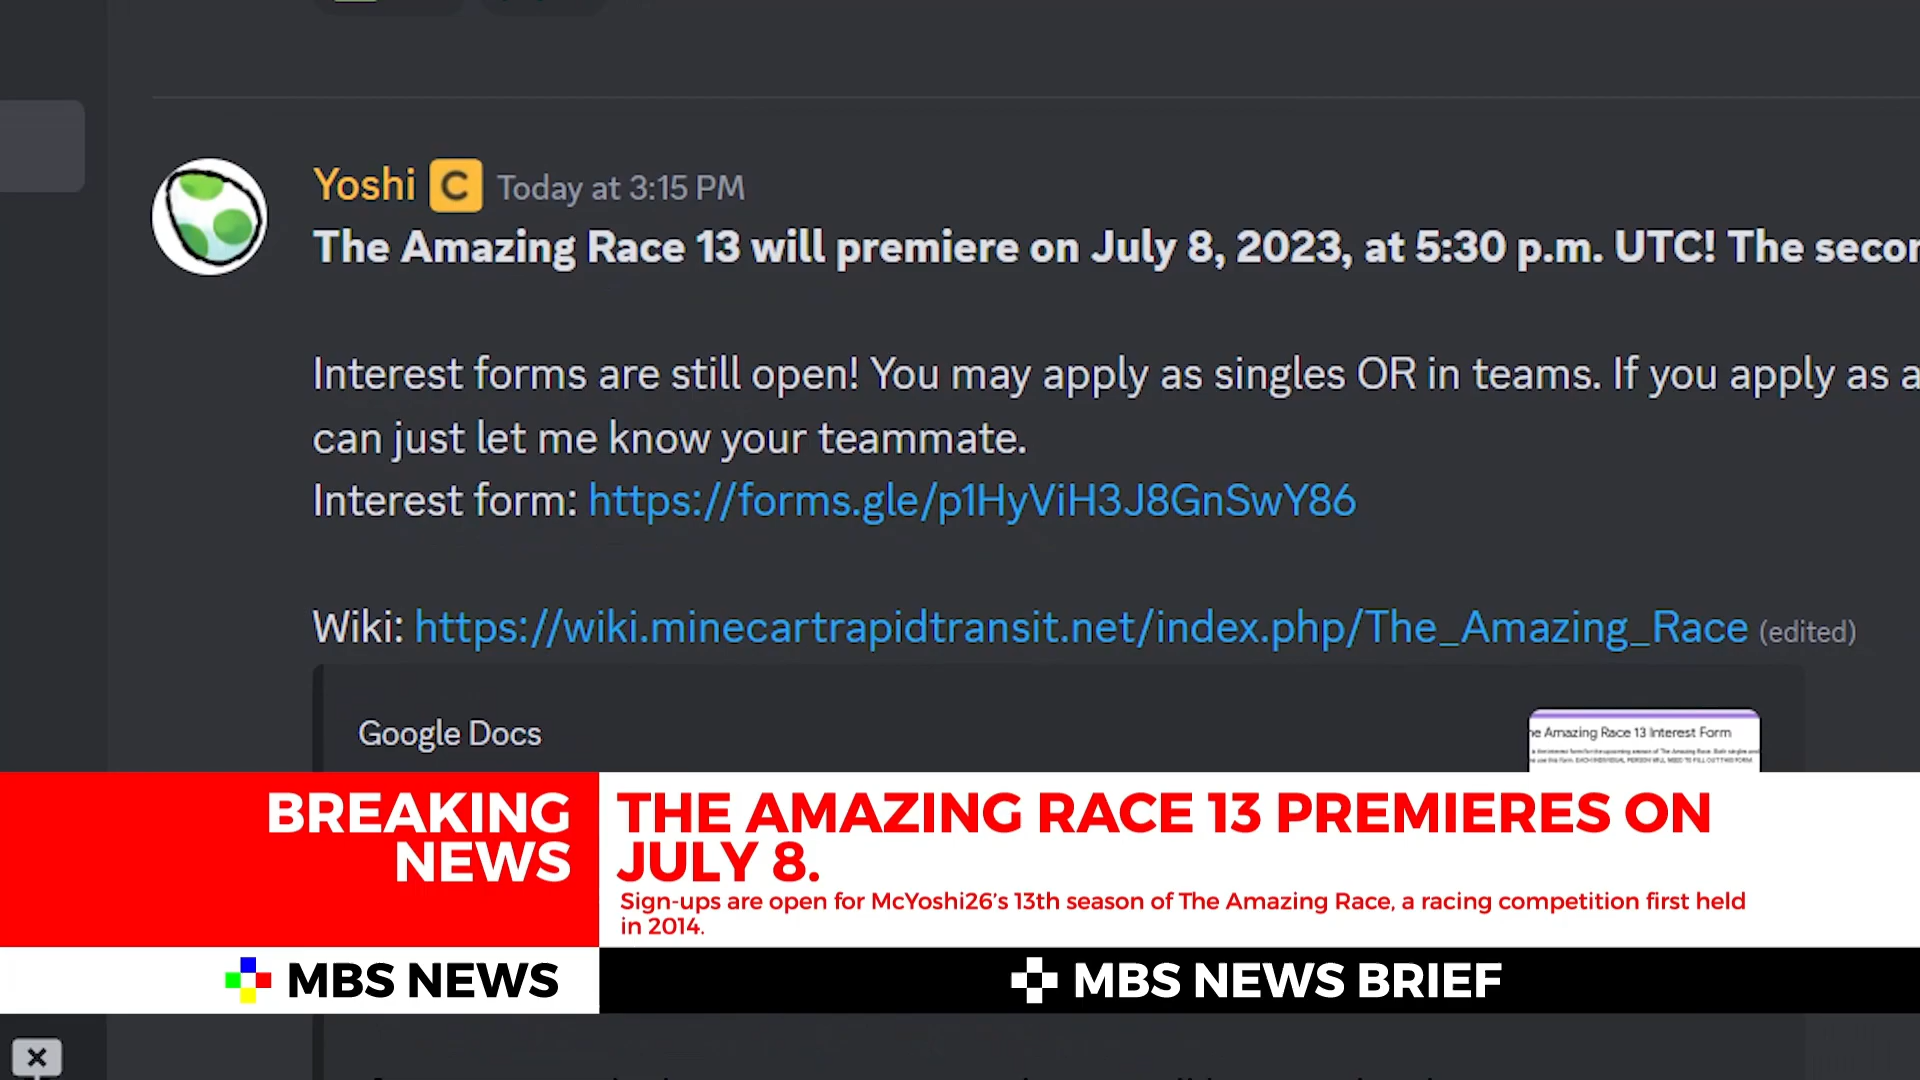 Yoshi C Today at 3:15 PM
The Amazing Race 13 will premiere on July 8, 2023, at 5:30 p.m. UTC! The
Interest forms are still open! You may apply as singles OR in teams. If you apply as a
can just let me know your teammate.
Interest form: https://forms.gle/p1HyViH3J8GnSwY86
Wiki: https://wiki.minecartrapidtransit.net/index.php/The_Amazing_Race (edited)
Google Docs
Amazing Race 13 Interest Form
BREAKING
NEWS
THE AMAZING RACE 13 PREMIERES ON
JULY 8.
Sign-ups are open for McYoshi26's 13th season of The Amazing Race, a racing competition first held
in 2014.
MBS NEWS
MBS NEWS BRIEF